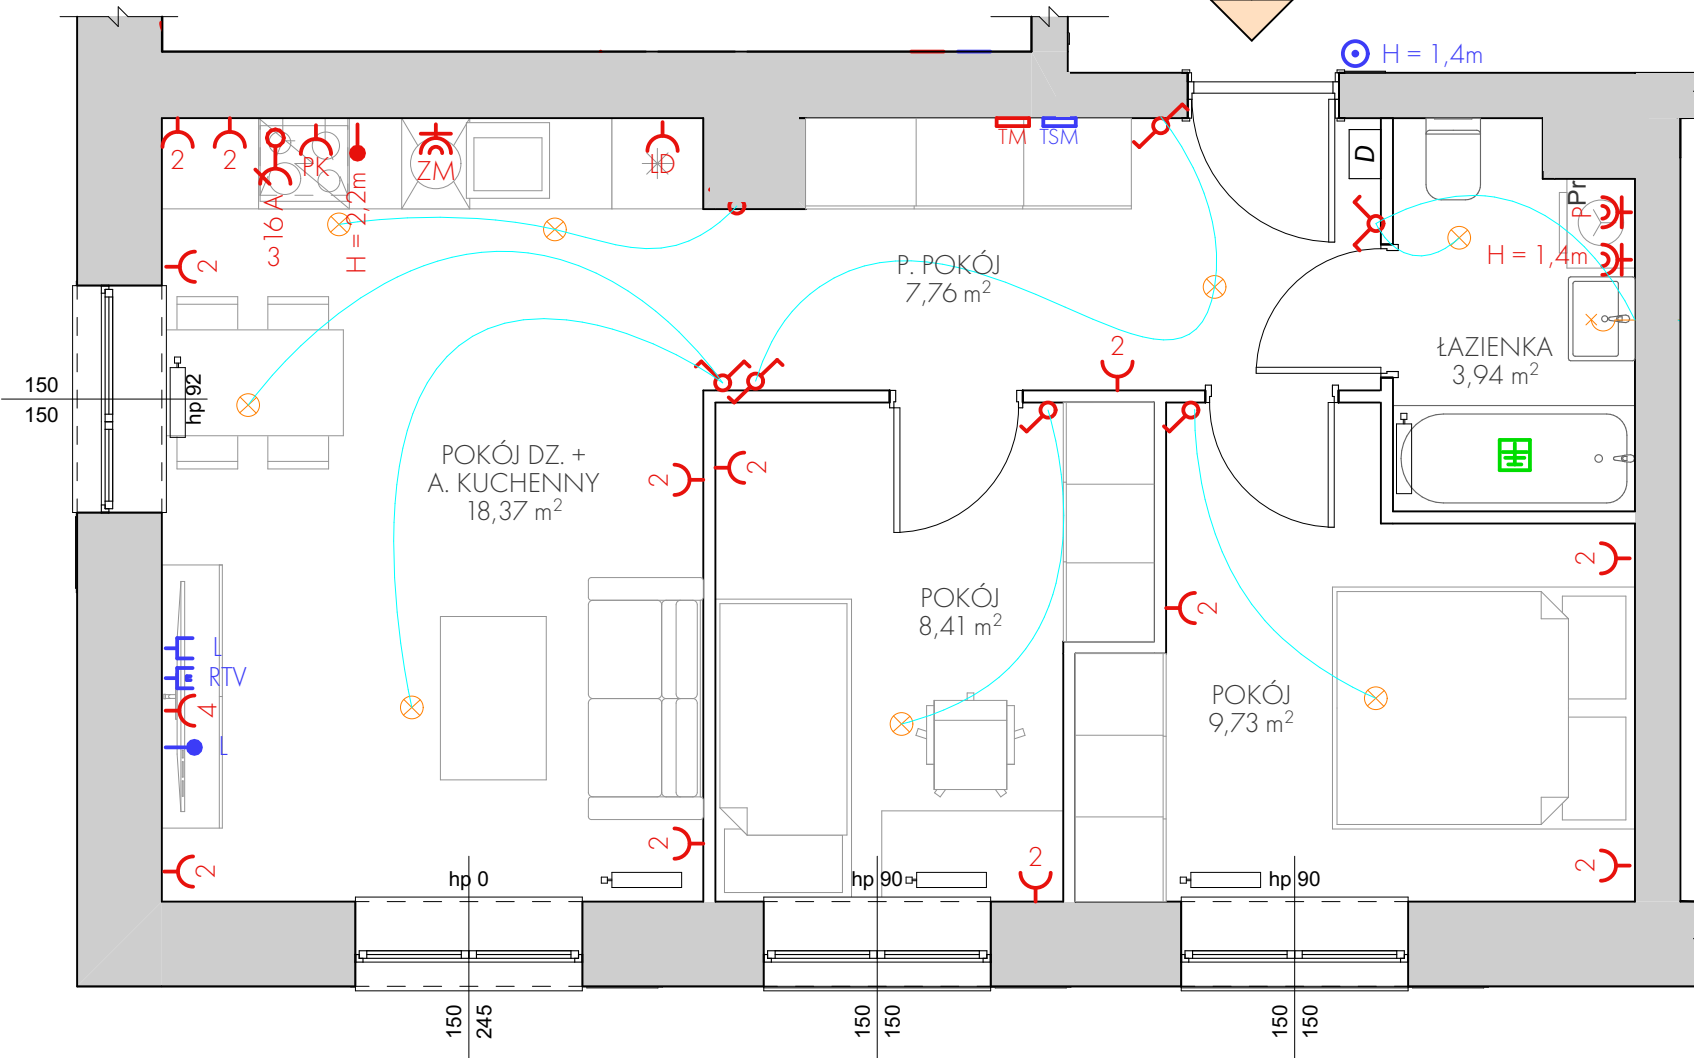 H = 1,4m
TM
TSM
D
2
2
PK
ZM
LD
16 A
3
H = 2,2m
Pr
P
H = 1,4m
2
P. POKÓJ
7,76 m²
ŁAZIENKA
3,94 m²
2
150
150
hp 92
POKÓJ DZ. +
A. KUCHENNY
18,37 m²
2
2
2
2
POKÓJ
8,41 m²
L
RTV
4
L
POKÓJ
9,73 m²
2
2
2
2
hp 0
hp 90
hp 90
150
245
150
150
150
150